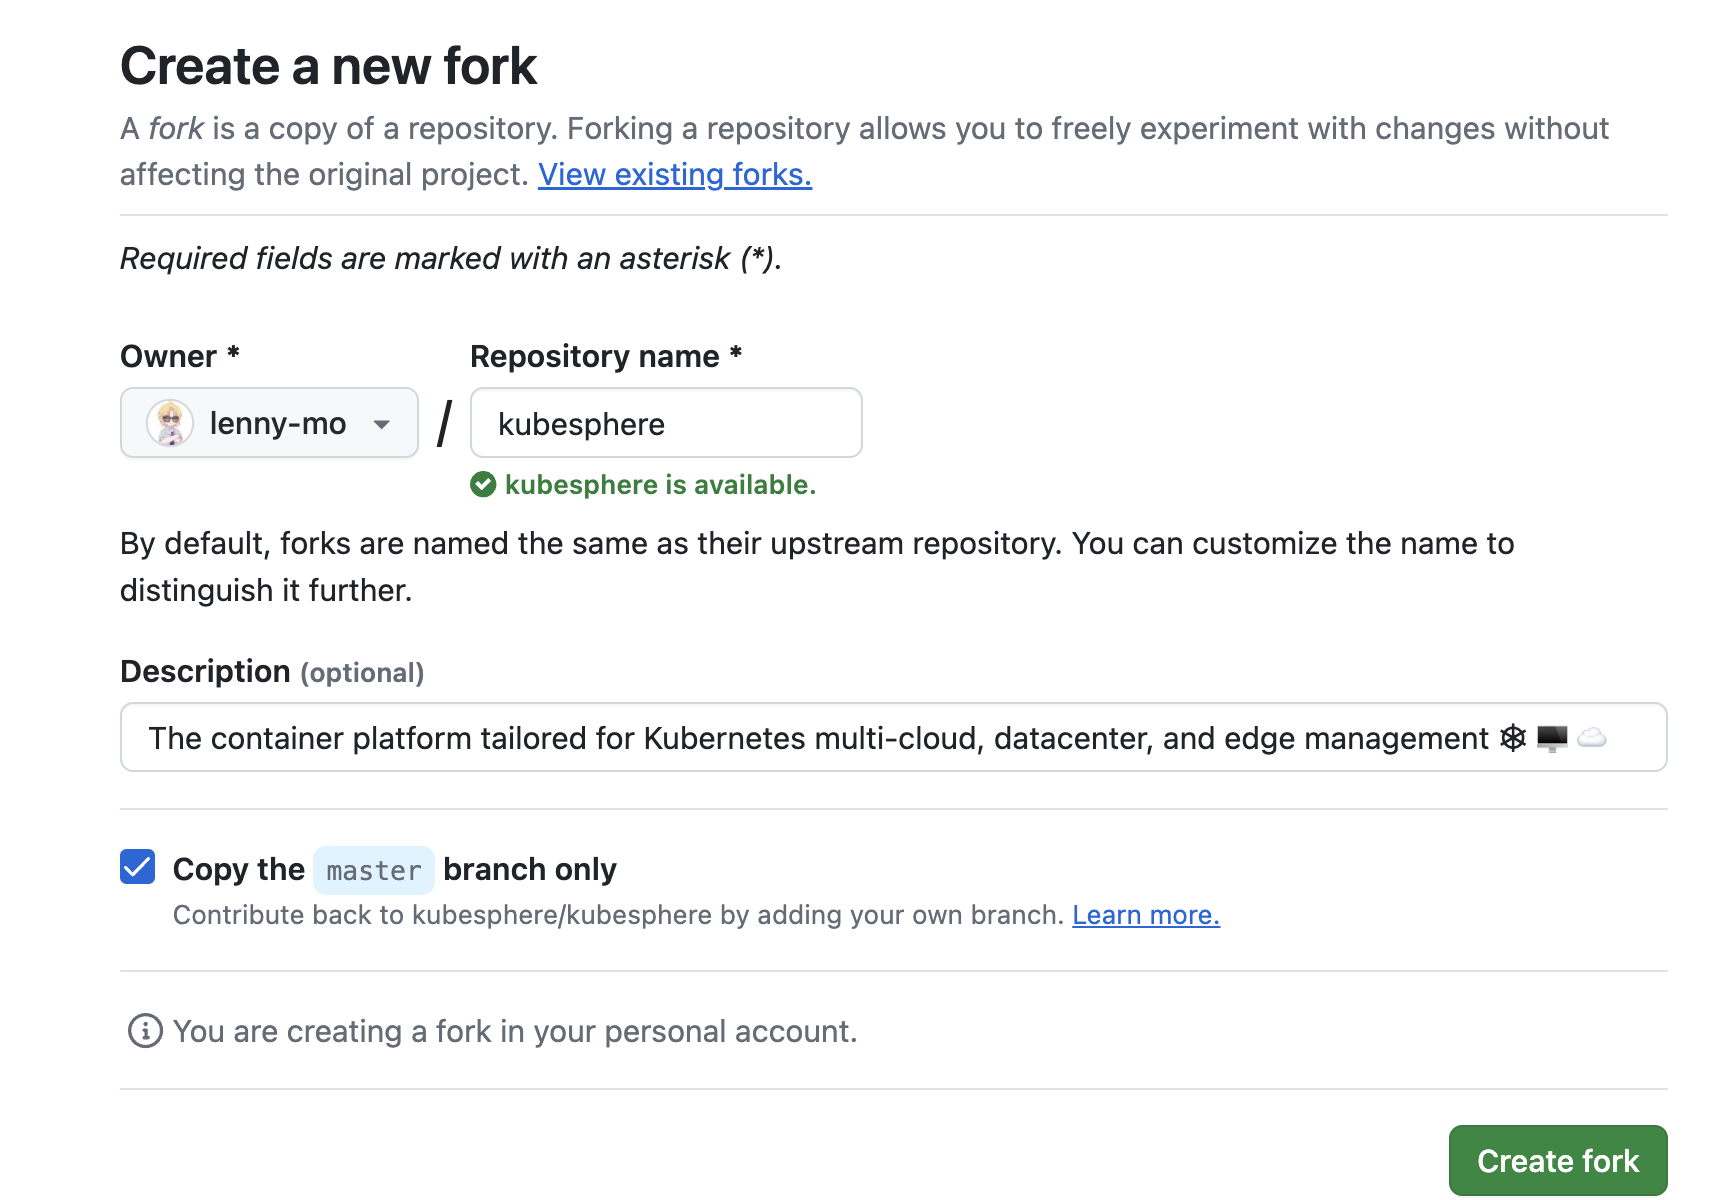 Create a new fork
A fork is a copy of a repository. Forking a repository allows you to freely experiment with changes without
affecting the original project. View existing forks.
Required fields are marked with an asterisk (*).
Owner * Repository name *
lenny-mo / kubesphere
kubesphere is available.
By default, forks are named the same as their upstream repository. You can customize the name to
distinguish it further.
Description (optional)
The container platform tailored for Kubernetes multi-cloud, datacenter, and edge management ⎈ 🖥 ☁️
Copy the master branch only
Contribute back to kubesphere/kubesphere by adding your own branch. Learn more.
You are creating a fork in your personal account.
Create fork